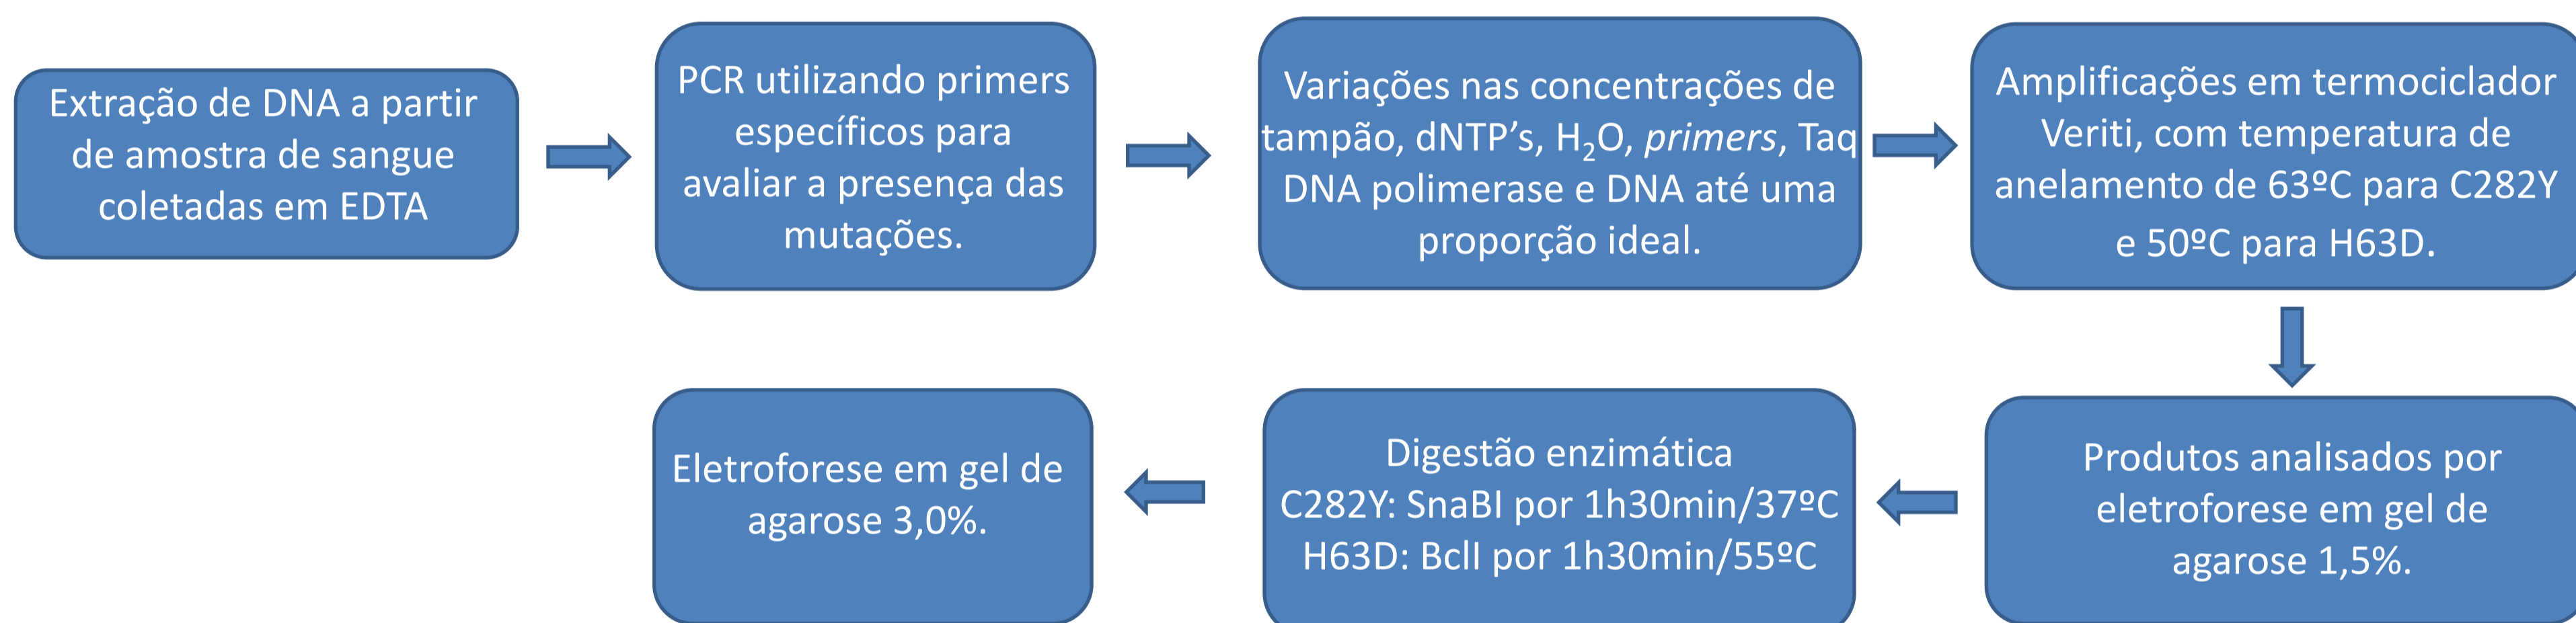 Extração de DNA a partir
de amostra de sangue
coletadas em EDTA
PCR utilizando primers
específicos para
avaliar a presença das
mutações.
Variações nas concentrações de
tampão, dNTP’s, H₂O, primers, Taq
DNA polimerase e DNA até uma
proporção ideal.
Amplificações em termociclador
Veriti, com temperatura de
anelamento de 63ºC para C282Y
e 50ºC para H63D.
Produtos analisados por
eletroforese em gel de
agarose 1,5%.
Digestão enzimática
C282Y: SnaBI por 1h30min/37ºC
H63D: BclI por 1h30min/55ºC
Eletroforese em gel de
agarose 3,0%.